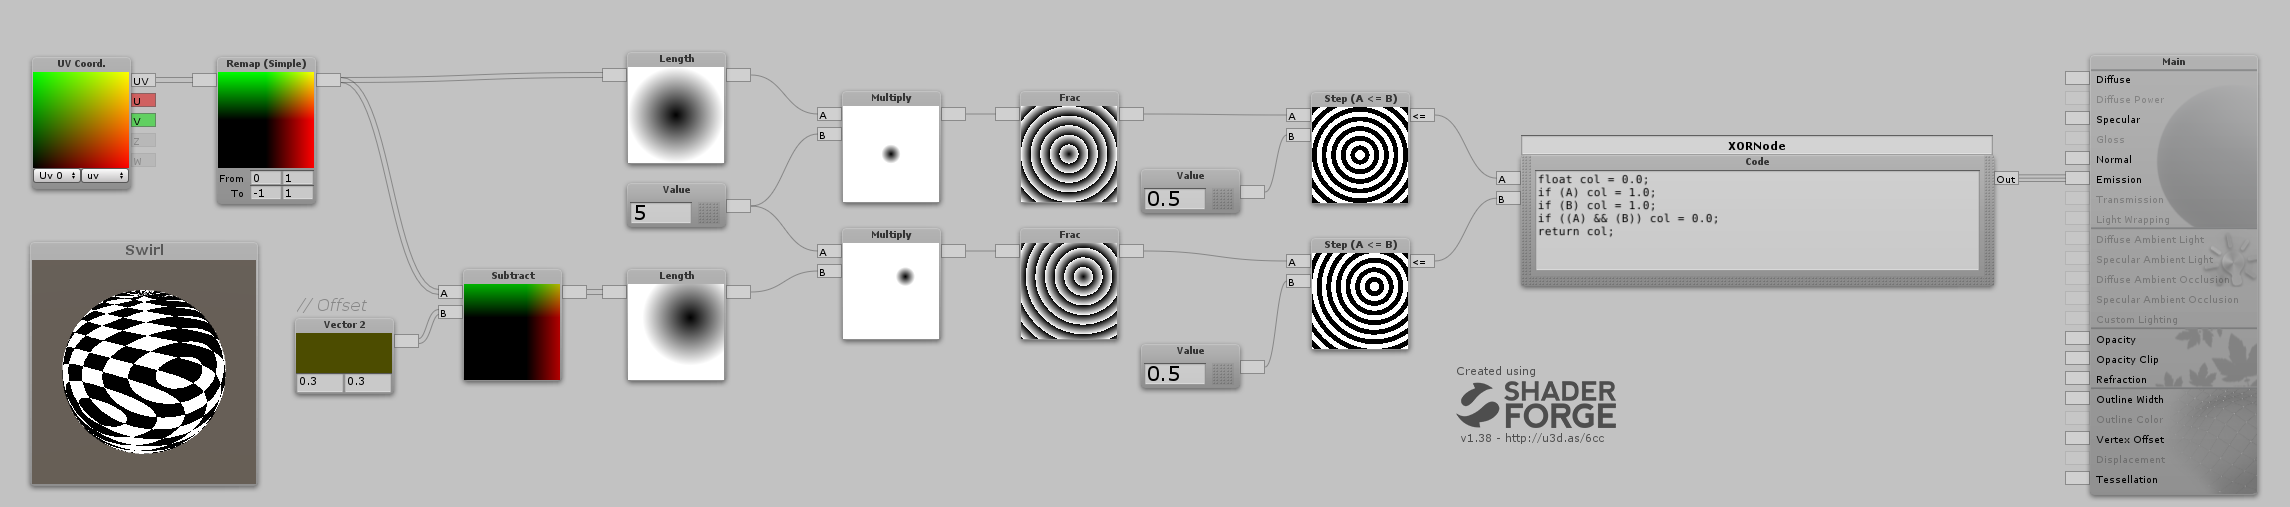 UV Coord.
UV
U
V
Z
W
Uv 0
uv
Remap (Simple)
From 0 1
To -1 1
Swirl
// Offset
Vector 2
0.3 0.3
Subtract
A
B
Length
Value
5
Length
Multiply
A
B
Multiply
A
B
Frac
Frac
Value
0.5
Value
0.5
Step (A <= B)
A
B
<=
Step (A <= B)
A
B
<=
XORNode
Code
A
B
float col = 0.0;
if (A) col = 1.0;
if (B) col = 1.0;
if ((A) && (B)) col = 0.0;
return col;
Out
Created using
SHADER
FORGE
v1.38 - http://u3d.as/6cc
Main
Diffuse
Diffuse Power
Specular
Gloss
Normal
Emission
Transmission
Light Wrapping
Diffuse Ambient Light
Specular Ambient Light
Diffuse Ambient Occlusion
Specular Ambient Occlusion
Custom Lighting
Opacity
Opacity Clip
Refraction
Outline Width
Outline Color
Vertex Offset
Displacement
Tessellation